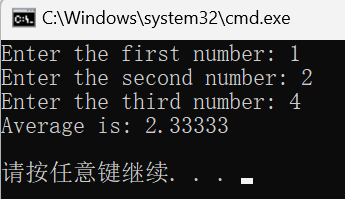 C:\Windows\system32\cmd.exe
Enter the first number: 1
Enter the second number: 2
Enter the third number: 4
Average is: 2.33333
请按任意键继续. . .